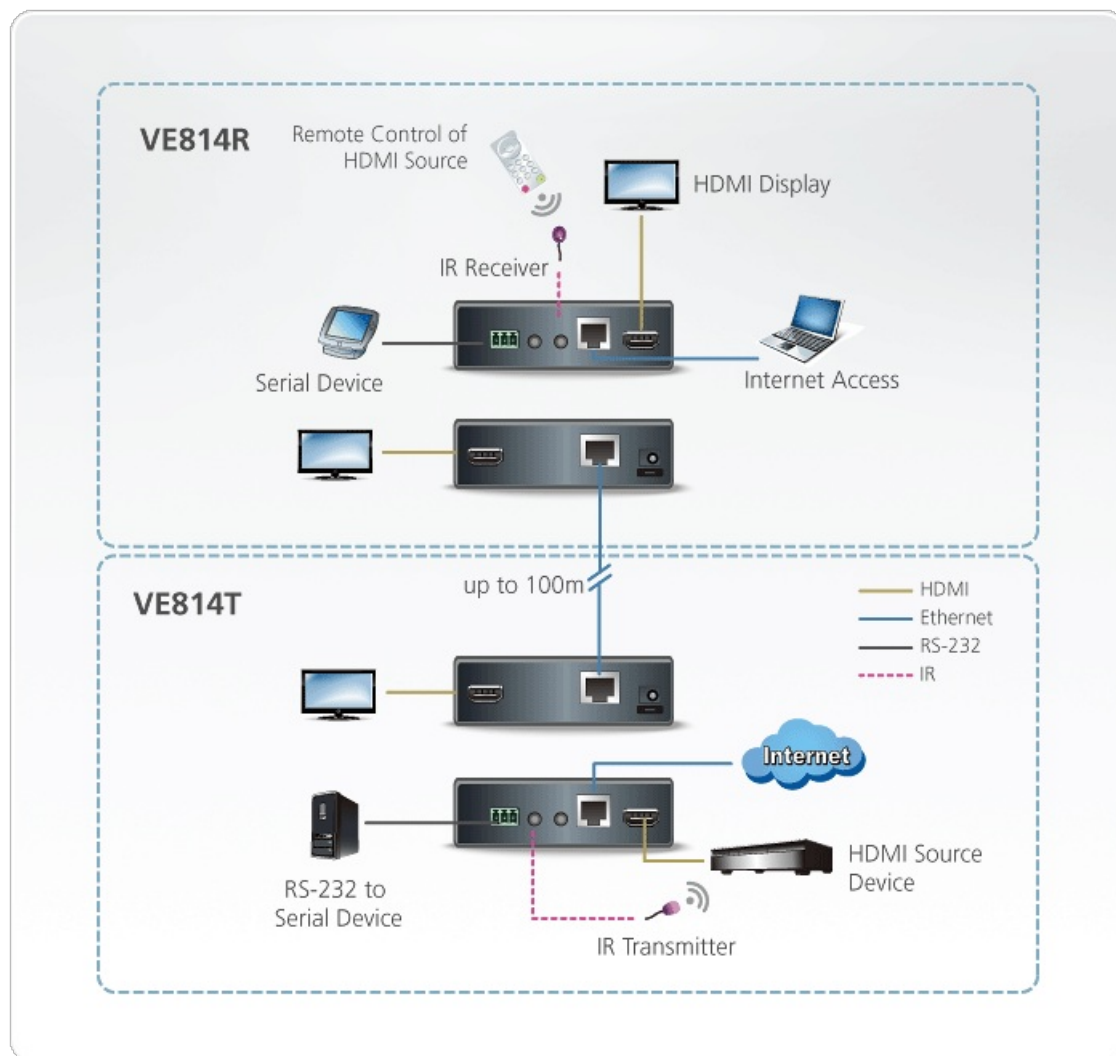 VE814R
Remote Control of
HDMI Source
HDMI Display
IR Receiver
Serial Device
Internet Access
up to 100m
VE814T
HDMI
Ethernet
RS-232
IR
Internet
RS-232 to
Serial Device
HDMI Source
Device
IR Transmitter